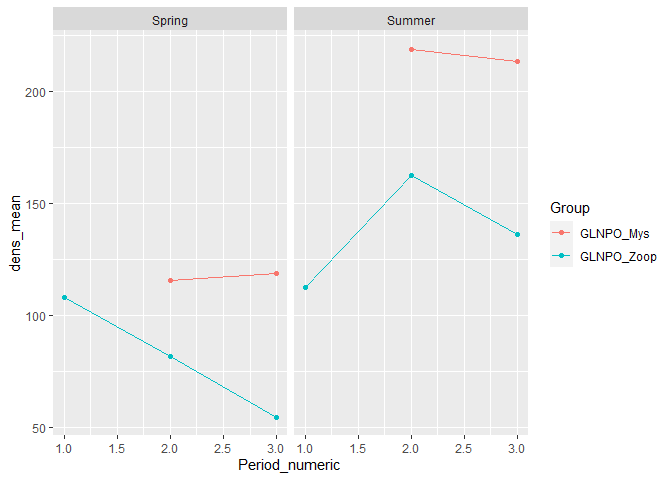 Spring
Summer
dens_mean
200
150
100
50
1.0 1.5 2.0 2.5 3.0
1.0 1.5 2.0 2.5 3.0
Period_numeric
Group
GLNPO_Mys
GLNPO_Zoop